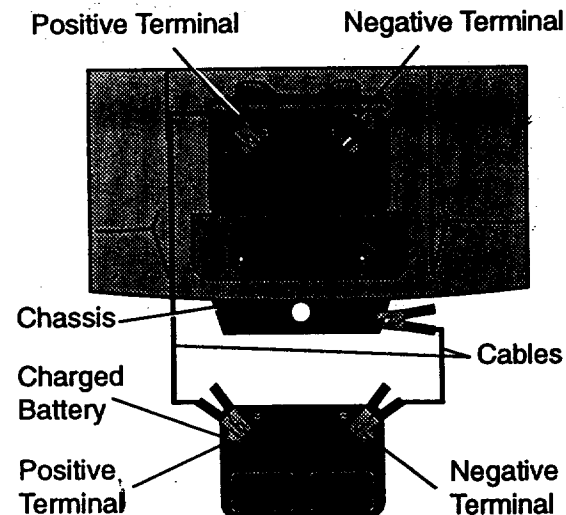 Positive Terminal
Negative Terminal
Chassis
Cables
Charged
Battery
Positive
Terminal
Negative
Terminal